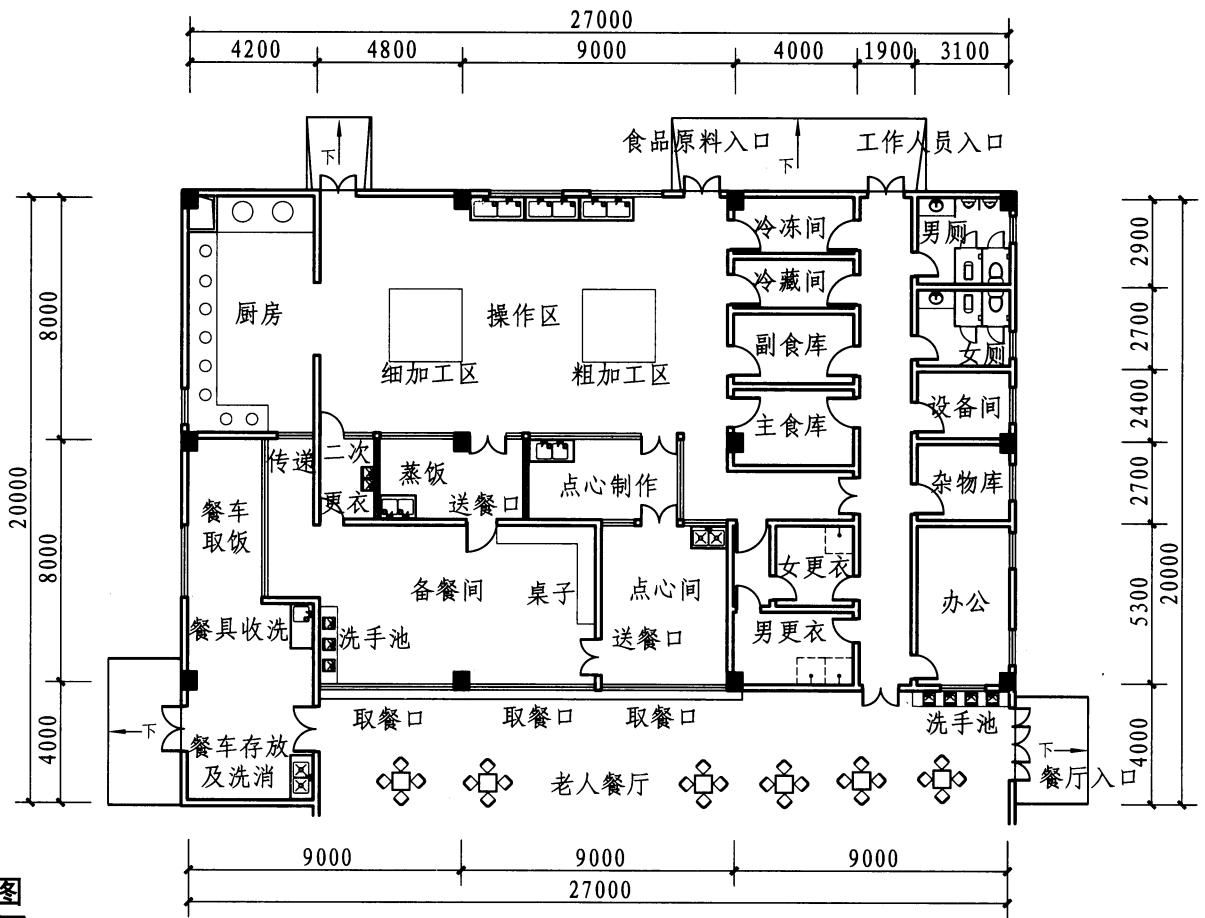 27000
4200 4800 9000 4000 1900 3100
食品原料入口
工作人员入口
下
下
冷冻间
男厕
冷藏间
厨房
操作区
副食库
女厕
细加工区
粗加工区
设备间
主食库
传递
二次
更衣
蒸饭
送餐口
点心制作
杂物库
餐车
取饭
备餐间
桌子
点心间
女更衣
办公
餐具收洗
洗手池
送餐口
男更衣
取餐口
取餐口
取餐口
洗手池
下
餐车存放
及洗消
老人餐厅
下
餐厅入口
8000
8000
4000
20000
2900
2700
2400
2700
5300
4000
20000
9000 9000 9000
27000
图